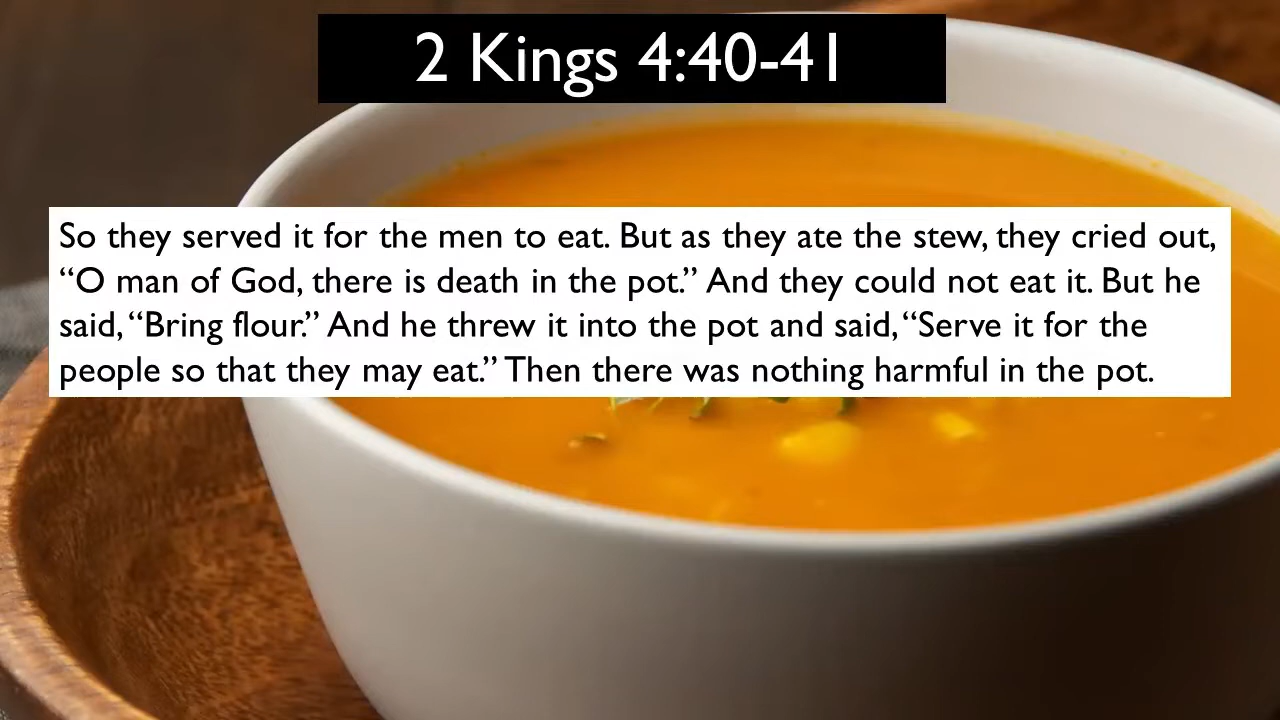 2 Kings 4:40-41
So they served it for the men to eat. But as they ate the stew, they cried out,
“O man of God, there is death in the pot.” And they could not eat it. But he
said, “Bring flour.” And he threw it into the pot and said, “Serve it for the
people so that they may eat.” Then there was nothing harmful in the pot.